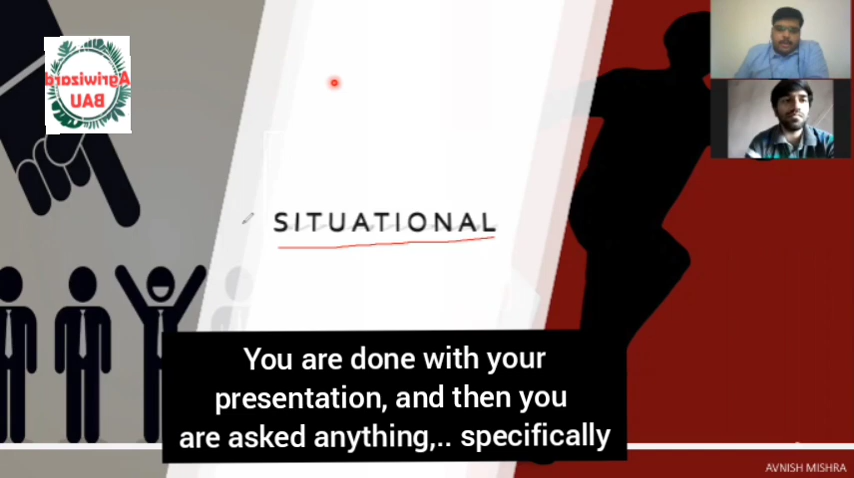 Agriwizard
BAU
SITUATIONAL
You are done with your
presentation, and then you
are asked anything,.. specifically
AVNISH MISHRA